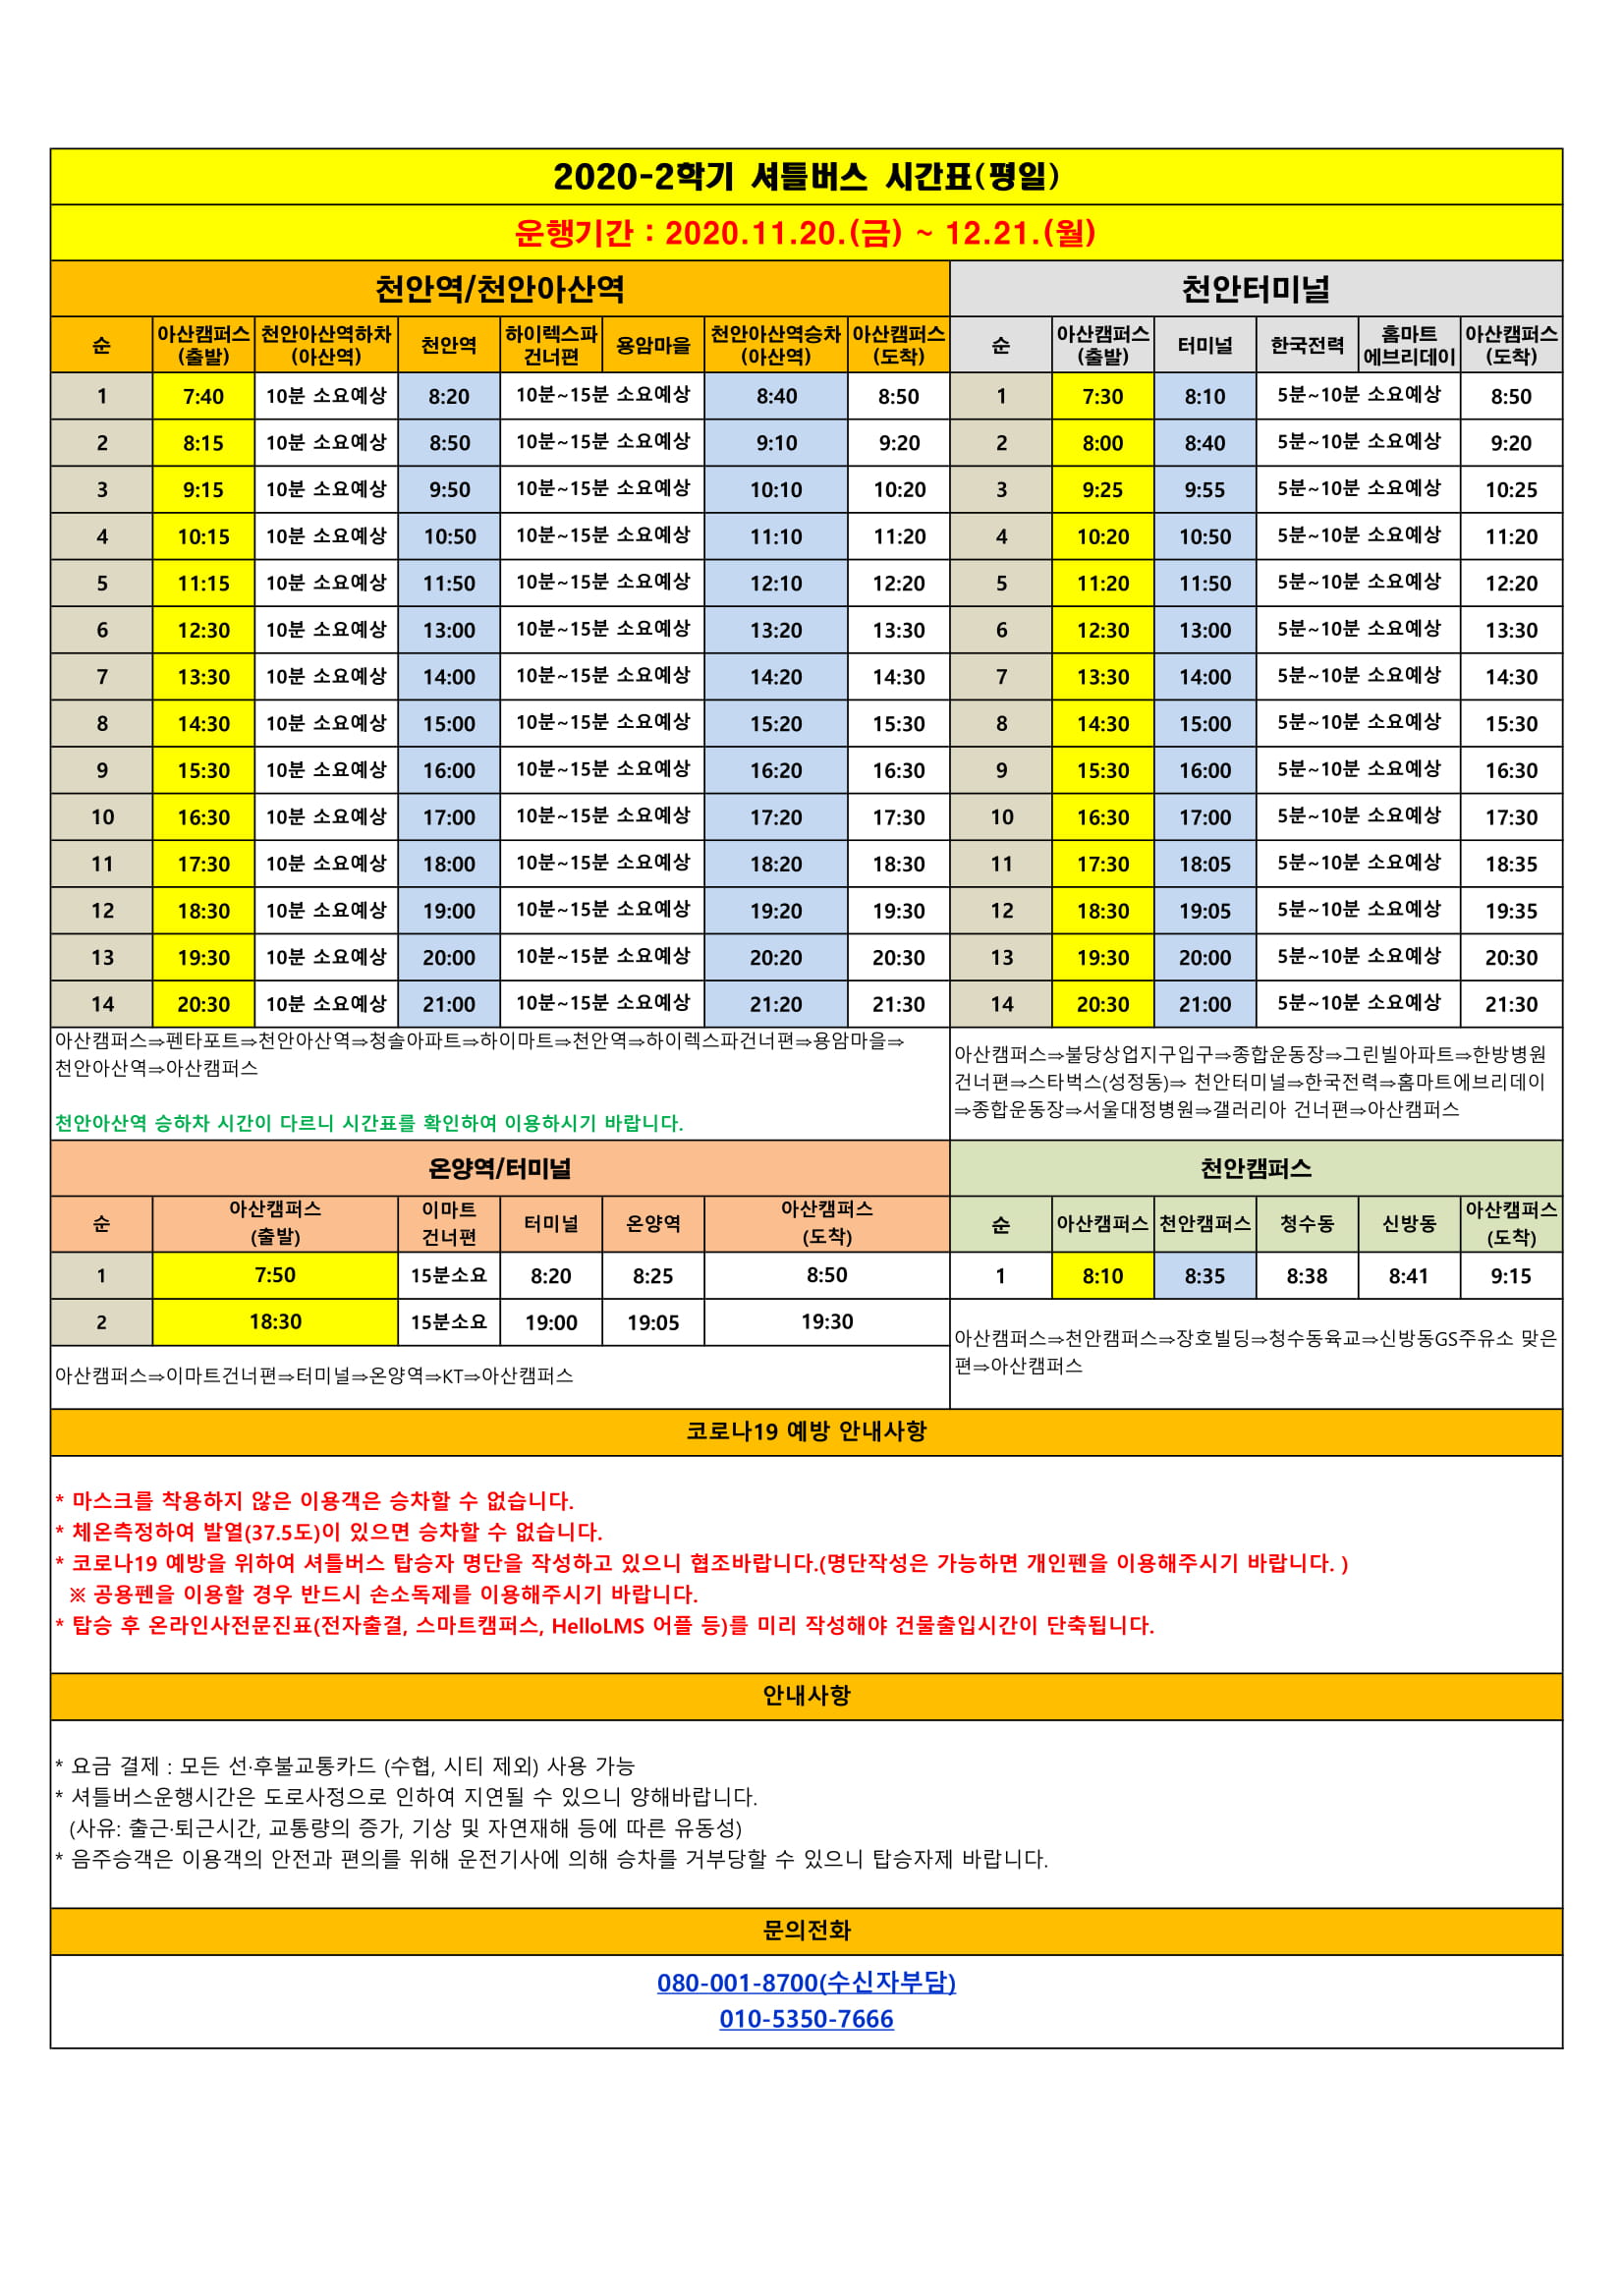 2020-2학기 셔틀버스 시간표(평일)
운행기간 : 2020.11.20.(금) ~ 12.21.(월)
천안역/천안아산역 천안터미널
순 아산캠퍼스 (출발) 천안아산역하차 (아산역) 천안역 하이렉스파 건너편 용암마을 천안아산역승차 (아산역) 아산캠퍼스 (도착) 순 아산캠퍼스 (출발) 터미널 한국전력 홈마트 에브리데이 아산캠퍼스 (도착)
1 7:40 10분 소요예상 8:20 10분~15분 소요예상 8:40 8:50 1 7:30 8:10 5분~10분 소요예상 8:50
2 8:15 10분 소요예상 8:50 10분~15분 소요예상 9:10 9:20 2 8:00 8:40 5분~10분 소요예상 9:20
3 9:15 10분 소요예상 9:50 10분~15분 소요예상 10:10 10:20 3 9:25 9:55 5분~10분 소요예상 10:25
4 10:15 10분 소요예상 10:50 10분~15분 소요예상 11:10 11:20 4 10:20 10:50 5분~10분 소요예상 11:20
5 11:15 10분 소요예상 11:50 10분~15분 소요예상 12:10 12:20 5 11:20 11:50 5분~10분 소요예상 12:20
6 12:30 10분 소요예상 13:00 10분~15분 소요예상 13:20 13:30 6 12:30 13:00 5분~10분 소요예상 13:30
7 13:30 10분 소요예상 14:00 10분~15분 소요예상 14:20 14:30 7 13:30 14:00 5분~10분 소요예상 14:30
8 14:30 10분 소요예상 15:00 10분~15분 소요예상 15:20 15:30 8 14:30 15:00 5분~10분 소요예상 15:30
9 15:30 10분 소요예상 16:00 10분~15분 소요예상 16:20 16:30 9 15:30 16:00 5분~10분 소요예상 16:30
10 16:30 10분 소요예상 17:00 10분~15분 소요예상 17:20 17:30 10 16:30 17:00 5분~10분 소요예상 17:30
11 17:30 10분 소요예상 18:00 10분~15분 소요예상 18:20 18:30 11 17:30 18:05 5분~10분 소요예상 18:35
12 18:30 10분 소요예상 19:00 10분~15분 소요예상 19:20 19:30 12 18:30 19:05 5분~10분 소요예상 19:35
13 19:30 10분 소요예상 20:00 10분~15분 소요예상 20:20 20:30 13 19:30 20:00 5분~10분 소요예상 20:30
14 20:30 10분 소요예상 21:00 10분~15분 소요예상 21:20 21:30 14 20:30 21:00 5분~10분 소요예상 21:30
아산캠퍼스⇒펜타포트⇒천안아산역⇒청솔아파트⇒하이마트⇒천안역⇒하이렉스파건너편⇒용암마을⇒
천안아산역⇒아산캠퍼스
천안아산역 승하차 시간이 다르니 시간표를 확인하여 이용하시기 바랍니다.
아산캠퍼스⇒불당상업지구입구⇒종합운동장⇒그린빌아파트⇒한방병원
건너편⇒스타벅스(성정동)⇒ 천안터미널⇒한국전력⇒홈마트에브리데이
⇒종합운동장⇒서울대정병원⇒갤러리아 건너편⇒아산캠퍼스
온양역/터미널
순 아산캠퍼스 (출발) 이마트 건너편 터미널 온양역 아산캠퍼스 (도착)
1 7:50 15분소요 8:20 8:25 8:50
2 18:30 15분소요 19:00 19:05 19:30
아산캠퍼스⇒이마트건너편⇒터미널⇒온양역⇒KT⇒아산캠퍼스
천안캠퍼스
순 아산캠퍼스 천안캠퍼스 청수동 신방동 아산캠퍼스 (도착)
1 8:10 8:35 8:38 8:41 9:15
아산캠퍼스⇒천안캠퍼스⇒장호빌딩⇒청수동육교⇒신방동GS주유소 맞은
편⇒아산캠퍼스
코로나19 예방 안내사항
* 마스크를 착용하지 않은 이용객은 승차할 수 없습니다.
* 체온측정하여 발열(37.5도)이 있으면 승차할 수 없습니다.
* 코로나19 예방을 위하여 셔틀버스 탑승자 명단을 작성하고 있으니 협조바랍니다.(명단작성은 가능하면 개인펜을 이용해주시기 바랍니다. )
※ 공용펜을 이용할 경우 반드시 손소독제를 이용해주시기 바랍니다.
* 탑승 후 온라인사전문진표(전자출결, 스마트캠퍼스, HelloLMS 어플 등)를 미리 작성해야 건물출입시간이 단축됩니다.
안내사항
* 요금 결제 : 모든 선·후불교통카드 (수협, 시티 제외) 사용 가능
* 셔틀버스운행시간은 도로사정으로 인하여 지연될 수 있으니 양해바랍니다.
(사유: 출근·퇴근시간, 교통량의 증가, 기상 및 자연재해 등에 따른 유동성)
* 음주승객은 이용객의 안전과 편의를 위해 운전기사에 의해 승차를 거부당할 수 있으니 탑승자제 바랍니다.
문의전화
080-001-8700(수신자부담)
010-5350-7666